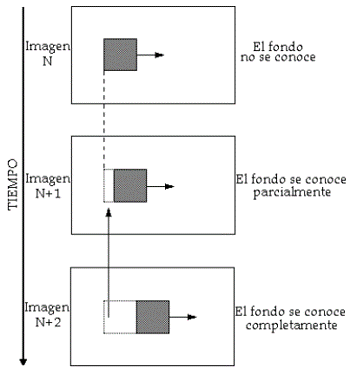 Imagen
N
El fondo
no se conoce
TIEMPO
Imagen
N+1
El fondo se conoce
parcialmente
Imagen
N+2
El fondo se conoce
completamente